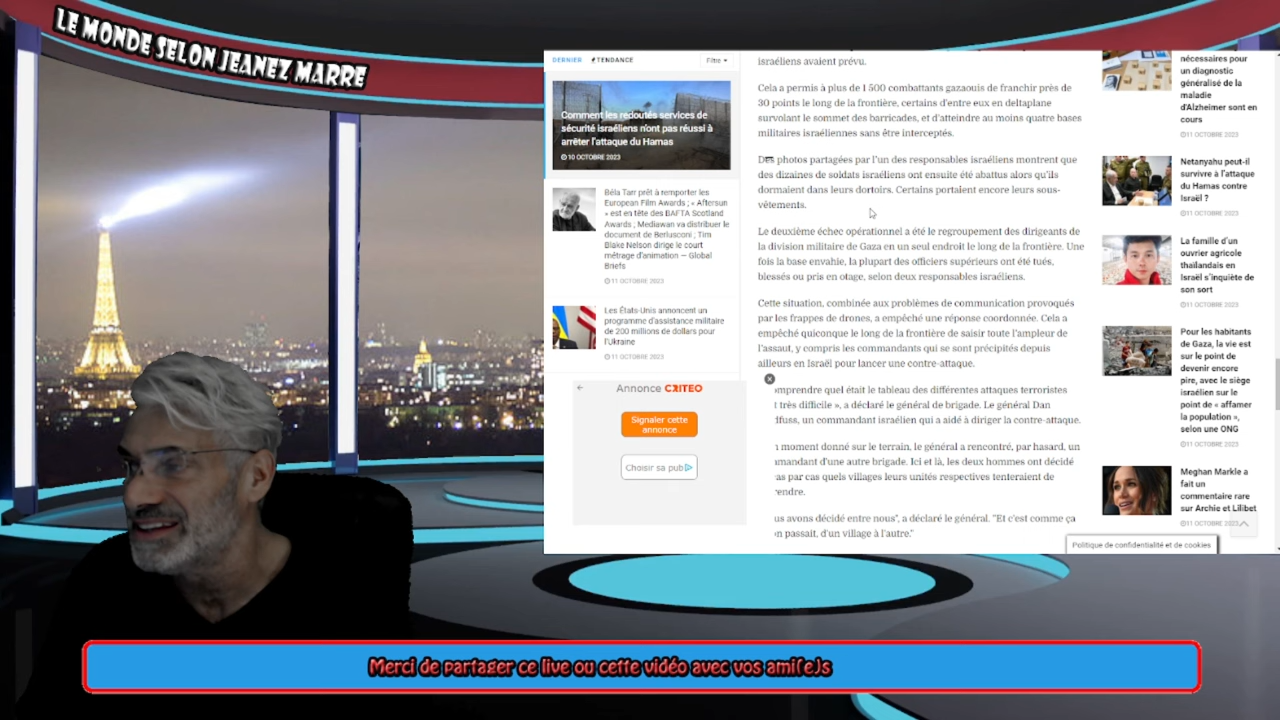 LE MONDE SELON JEANEZ MARRE
DERNIER
TENDANCE
Filtre
Comment les redoutés services de
sécurité israéliens n'ont pas réussi à
arrêter l'attaque du Hamas
10 OCTOBRE 2023
Béla Tarr prêt à remporter les
European Film Awards ; « Aftersun
» est en tête des BAFTA Scotland
Awards ; Mediawan va distribuer le
document de Berlusconi ; Tim
Blake Nelson dirige le court
métrage d'animation — Global
Briefs
11 OCTOBRE 2023
Les États-Unis annoncent un
programme d'assistance militaire
de 200 millions de dollars pour
l'Ukraine
11 OCTOBRE 2023
Annonce CRITEO
Signaler cette
annonce
Choisir sa pub
israéliens avaient prévu.
Cela a permis à plus de 1 500 combattants gazaouis de franchir près de
30 points le long de la frontière, certains d'entre eux en deltaplane
survolant le sommet des barricades, et d'atteindre au moins quatre bases
militaires israéliennes sans être interceptés.
Des photos partagées par l'un des responsables israéliens montrent que
des dizaines de soldats israéliens ont ensuite été abattus alors qu'ils
dormaient dans leurs dortoirs. Certains portaient encore leurs sous-
vêtements.
Le deuxième échec opérationnel a été le regroupement des dirigeants de
la division militaire de Gaza en un seul endroit le long de la frontière. Une
fois la base envahie, la plupart des officiers supérieurs ont été tués,
blessés ou pris en otage, selon deux responsables israéliens.
Cette situation, combinée aux problèmes de communication provoqués
par les frappes de drones, a empêché une réponse coordonnée. Cela a
empêché quiconque le long de la frontière de saisir toute l'ampleur de
l'assaut, y compris les commandants qui se sont précipités depuis
ailleurs en Israël pour lancer une contre-attaque.
omprendre quel était le tableau des différentes attaques terroristes
t très difficile », a déclaré le général de brigade. Le général Dan
ifuss, un commandant israélien qui a aidé à diriger la contre-attaque.
moment donné sur le terrain, le général a rencontré, par hasard, un
mandant d'une autre brigade. Ici et là, les deux hommes ont décidé
as par cas quels villages leurs unités respectives tenteraient de
rendre.
us avons décidé entre nous", a déclaré le général. "Et c'est comme ça
on passait, d'un village à l'autre."
nécessaires pour
un diagnostic
généralisé de la
maladie
d'Alzheimer sont en
cours
11 OCTOBRE 2023
Netanyahu peut-il
survivre à l'attaque
du Hamas contre
Israël ?
11 OCTOBRE 2023
La famille d'un
ouvrier agricole
thaïlandais en
Israël s'inquiète de
son sort
11 OCTOBRE 2023
Pour les habitants
de Gaza, la vie est
sur le point de
devenir encore
pire, avec le siège
israélien sur le
point de « affamer
la population »,
selon une ONG
11 OCTOBRE 2023
Meghan Markle a
fait un
commentaire rare
sur Archie et Lilibet
11 OCTOBRE 2023
Politique de confidentialité et de cookies
Merci de partager ce live ou cette vidéo avec vos ami(e)s